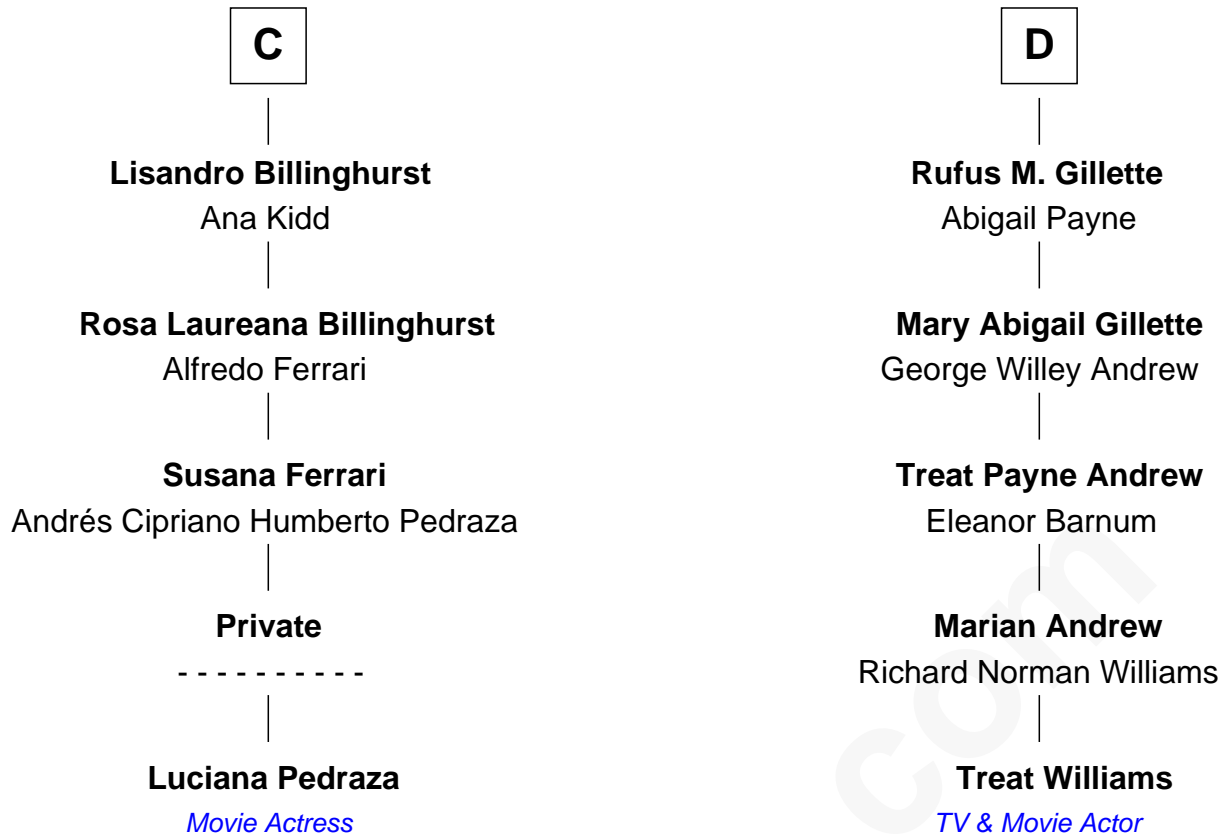 C
D
Lisandro Billinghurst
Ana Kidd
Rufus M. Gillette
Abigail Payne
Rosa Laureana Billinghurst
Alfredo Ferrari
Mary Abigail Gillette
George Willey Andrew
Susana Ferrari
Andrés Cipriano Humberto Pedraza
Treat Payne Andrew
Eleanor Barnum
Private
- - - - - - - - - -
Marian Andrew
Richard Norman Williams
Luciana Pedraza
Movie Actress
Treat Williams
TV & Movie Actor
com